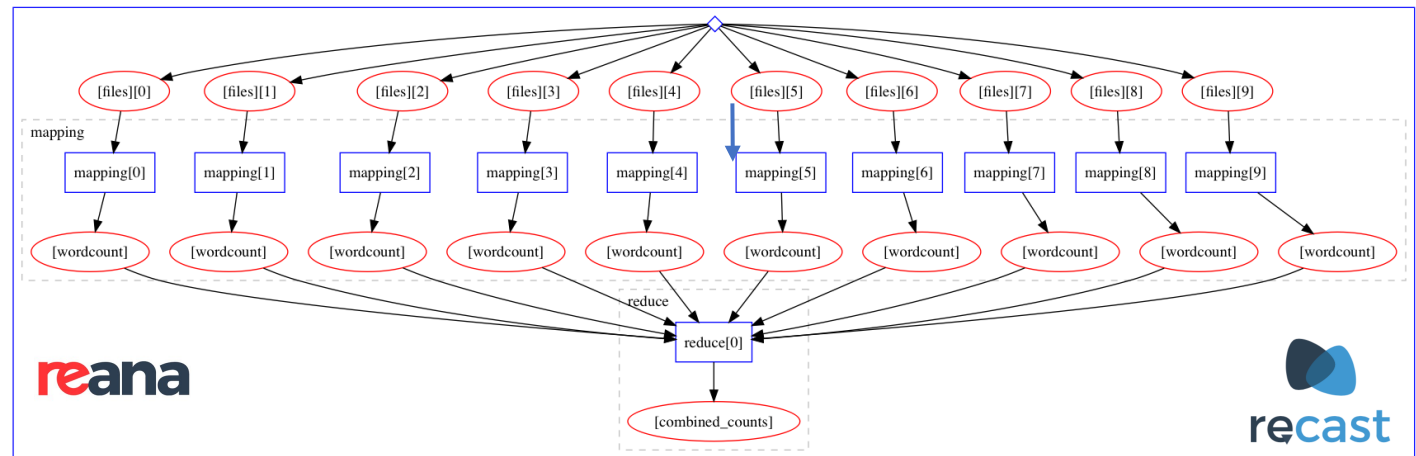 [files][0] [files][1] [files][2] [files][3] [files][4] [files][5] [files][6] [files][7] [files][8] [files][9]
mapping
mapping[0] mapping[1] mapping[2] mapping[3] mapping[4] mapping[5] mapping[6] mapping[7] mapping[8] mapping[9]
[wordcount] [wordcount] [wordcount] [wordcount] [wordcount] [wordcount] [wordcount] [wordcount] [wordcount] [wordcount]
reduce
reduce[0]
reana
[combined_counts]
recast